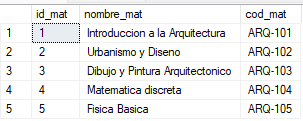 id_mat nombre_mat cod_mat
1 1 Introduccion a la Arquitectura ARQ-101
2 2 Urbanismo y Diseno ARQ-102
3 3 Dibujo y Pintura Arquitectonico ARQ-103
4 4 Matematica discreta ARQ-104
5 5 Fisica Basica ARQ-105